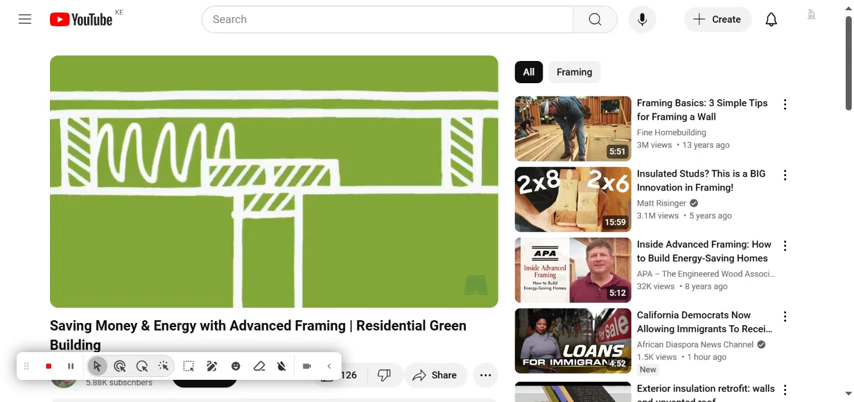 YouTube KE
Search
Create
All
Framing
Framing Basics: 3 Simple Tips
for Framing a Wall
Fine Homebuilding
3M views • 13 years ago
5:51
2x8 2x6
15:59
Insulated Studs? This is a BIG
Innovation in Framing!
Matt Risinger
3.1M views • 5 years ago
APA
Inside Advanced
Framing
How to Build
Energy-Saving Homes
5:12
Inside Advanced Framing: How
to Build Energy-Saving Homes
APA – The Engineered Wood Associ...
32K views • 8 years ago
sale
LOANS
FOR IMMIGRAN
4:52
California Democrats Now
Allowing Immigrants To Recei...
African Diaspora News Channel
1.5K views • 1 hour ago
New
Exterior insulation retrofit: walls
and unvented roof
Saving Money & Energy with Advanced Framing | Residential Green
Building
5.88K subscribers
126
Share